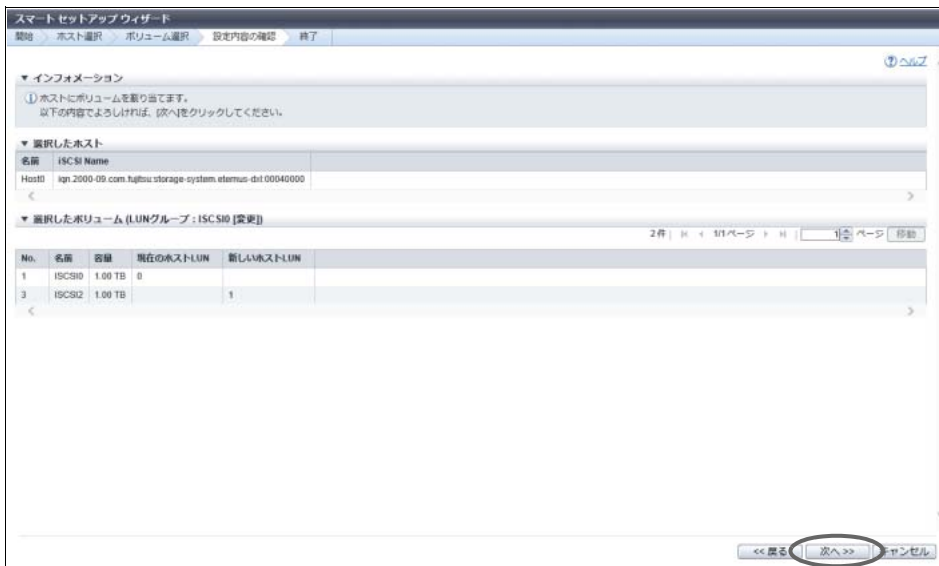 スマート セットアップ ウィザード
開始 ホスト選択 ボリューム選択 設定内容の確認 終了
ヘルプ
インフォメーション
ホストにボリュームを割り当てます。
以下の内容でよろしければ、[次へ]をクリックしてください。
選択したホスト
名前 iSCSI Name
Host0 iqn.2000-09.com.fujitsu:storage-system.eternus-dxl:00040000
選択したボリューム (LUNグループ : ISCSI0 [変更])
2件 1/1ページ 1 ページ 移動
No. 名前 容量 現在のホストLUN 新しいホストLUN
1 ISCSI0 1.00 TB 0
3 ISCSI2 1.00 TB 1
<< 戻る 次へ >> キャンセル